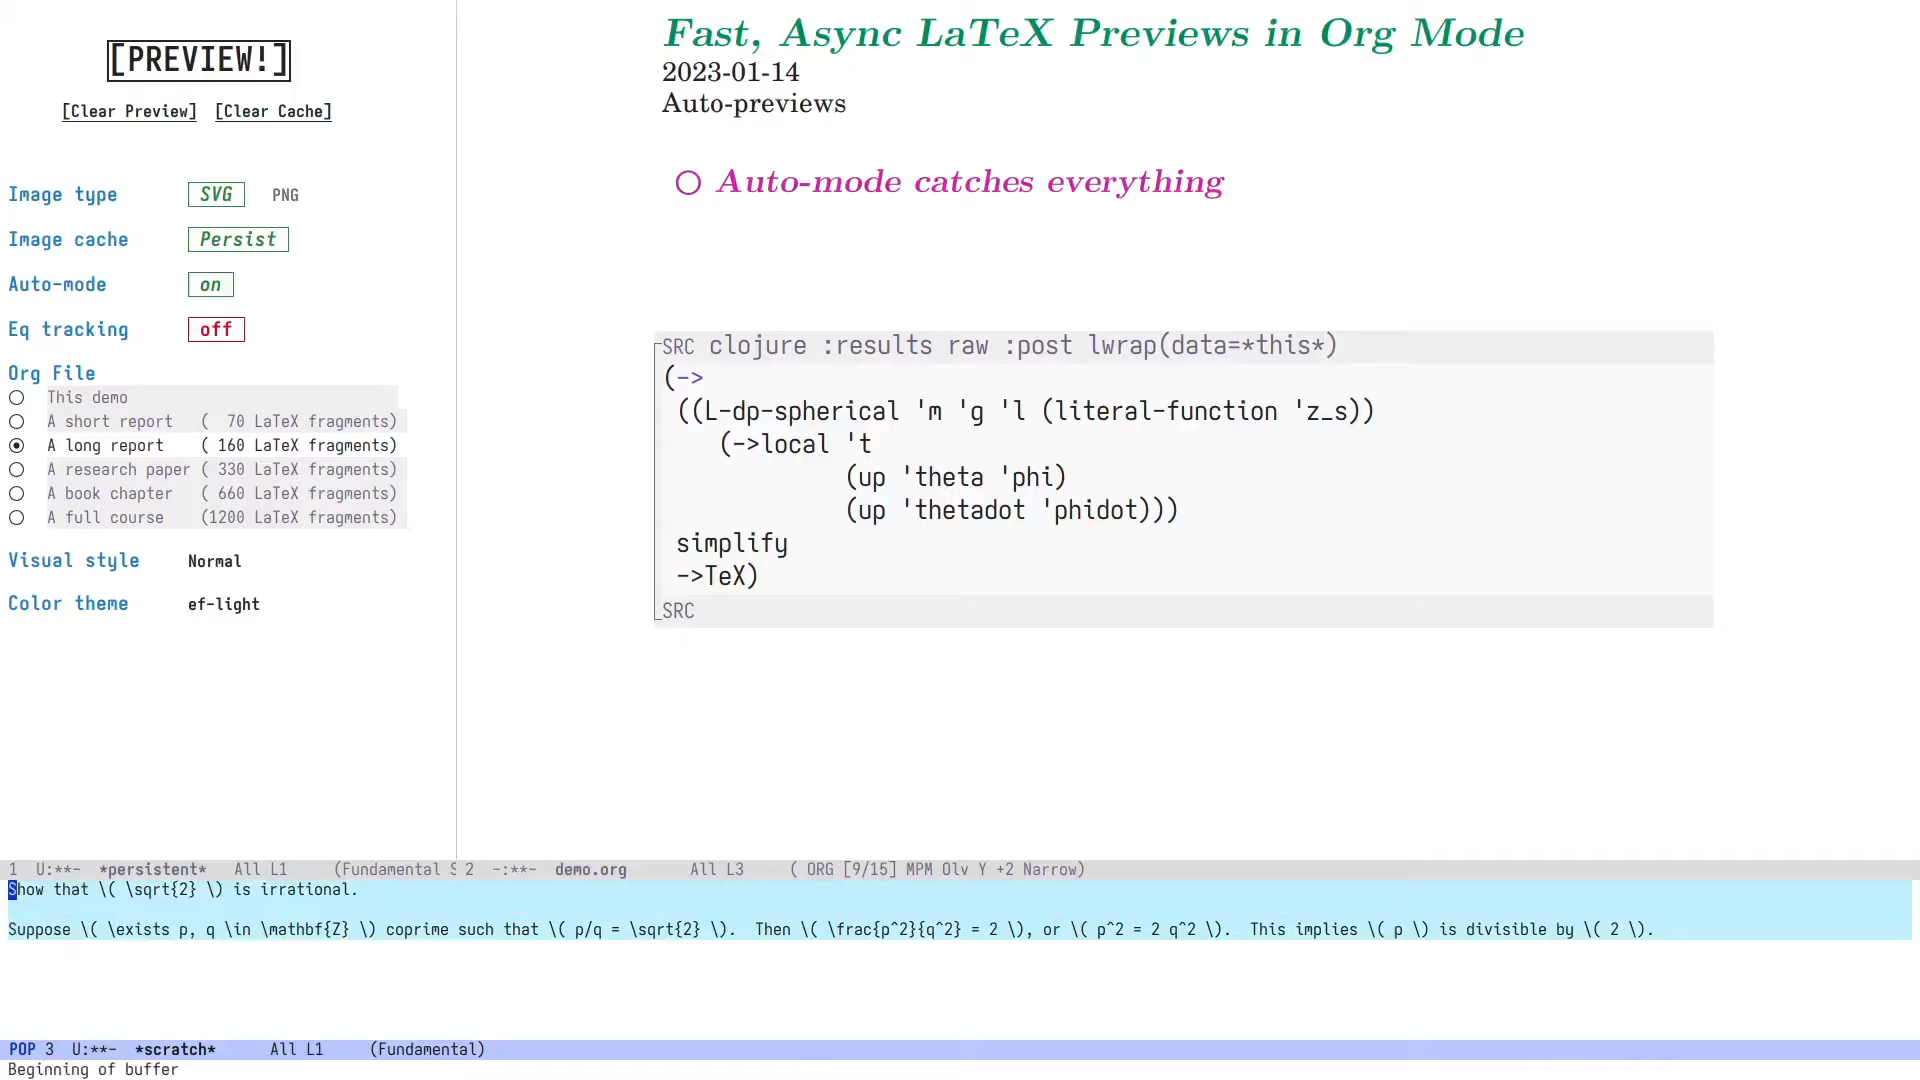 [PREVIEW!]
[Clear Preview] [Clear Cache]
Image type SVG PNG
Image cache Persist
Auto-mode on
Eq tracking off
Org File
This demo
A short report ( 70 LaTeX fragments)
A long report ( 160 LaTeX fragments)
A research paper ( 330 LaTeX fragments)
A book chapter ( 660 LaTeX fragments)
A full course (1200 LaTeX fragments)
Visual style Normal
Color theme ef-light
Fast, Async LaTeX Previews in Org Mode
2023-01-14
Auto-previews
Auto-mode catches everything
SRC clojure :results raw :post lwrap(data=*this*)
(->
((L-dp-spherical 'm 'g 'l (literal-function 'z_s))
(->local 't
(up 'theta 'phi)
(up 'thetadot 'phidot)))
simplify
->TeX)
SRC
1 U:**- *persistent* All L1 (Fundamental S 2 -:**- demo.org All L3 ( ORG [9/15] MPM Olv Y +2 Narrow)
Show that \( \sqrt{2} \) is irrational.
Suppose \( \exists p, q \in \mathbf{Z} \) coprime such that \( p/q = \sqrt{2} \). Then \( \frac{p^2}{q^2} = 2 \), or \( p^2 = 2 q^2 \). This implies \( p \) is divisible by \( 2 \).
POP 3 U:**- *scratch* All L1 (Fundamental)
Beginning of buffer